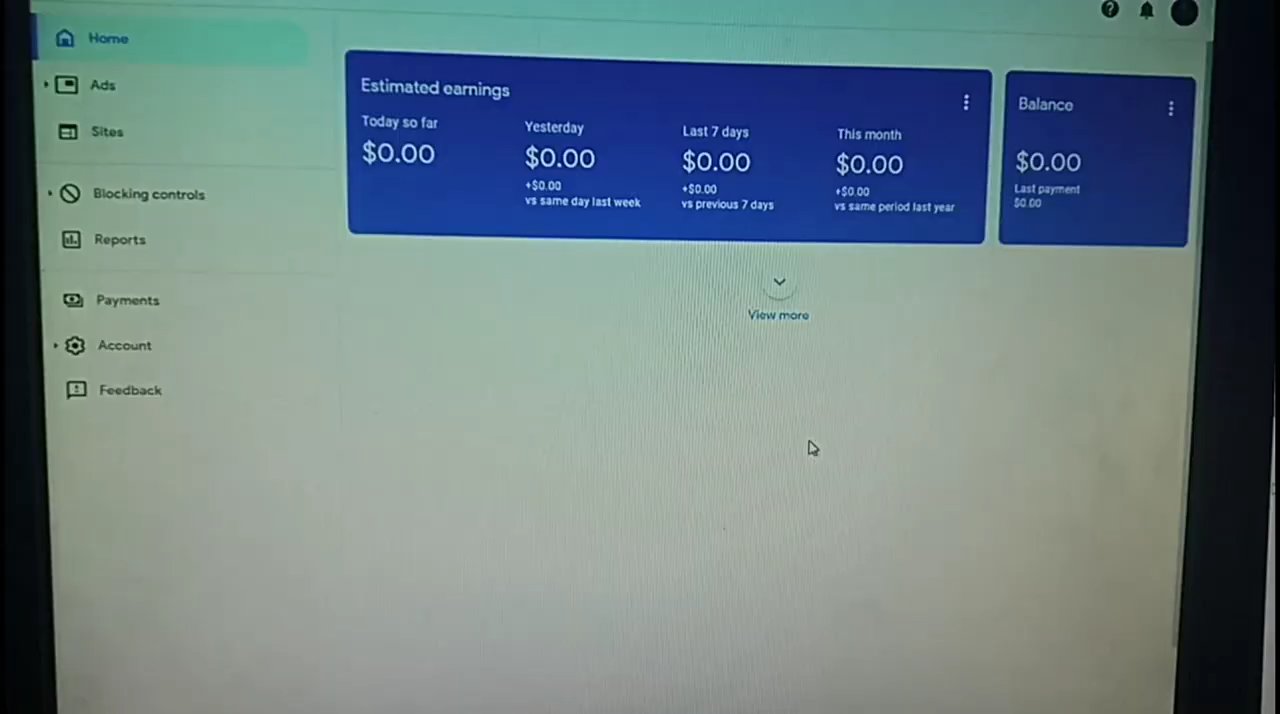 Home
Ads
Sites
Blocking controls
Reports
Payments
Account
Feedback
Estimated earnings
Today so far
$0.00
Yesterday
$0.00
+$0.00
vs same day last week
Last 7 days
$0.00
+$0.00
vs previous 7 days
This month
$0.00
+$0.00
vs same period last year
Balance
$0.00
Last payment
$0.00
View more